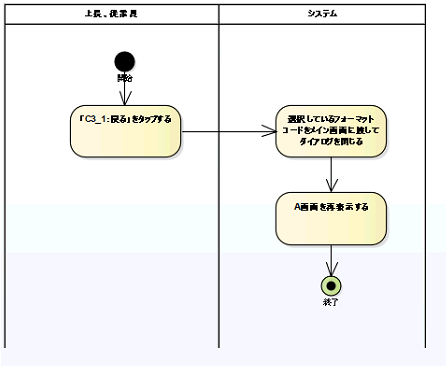 上長、従業員
システム
開始
「C3_1:戻る」をタップする
選択しているフォーマット
コードをメイン画面に渡して
ダイアログを閉じる
A画面を再表示する
終了